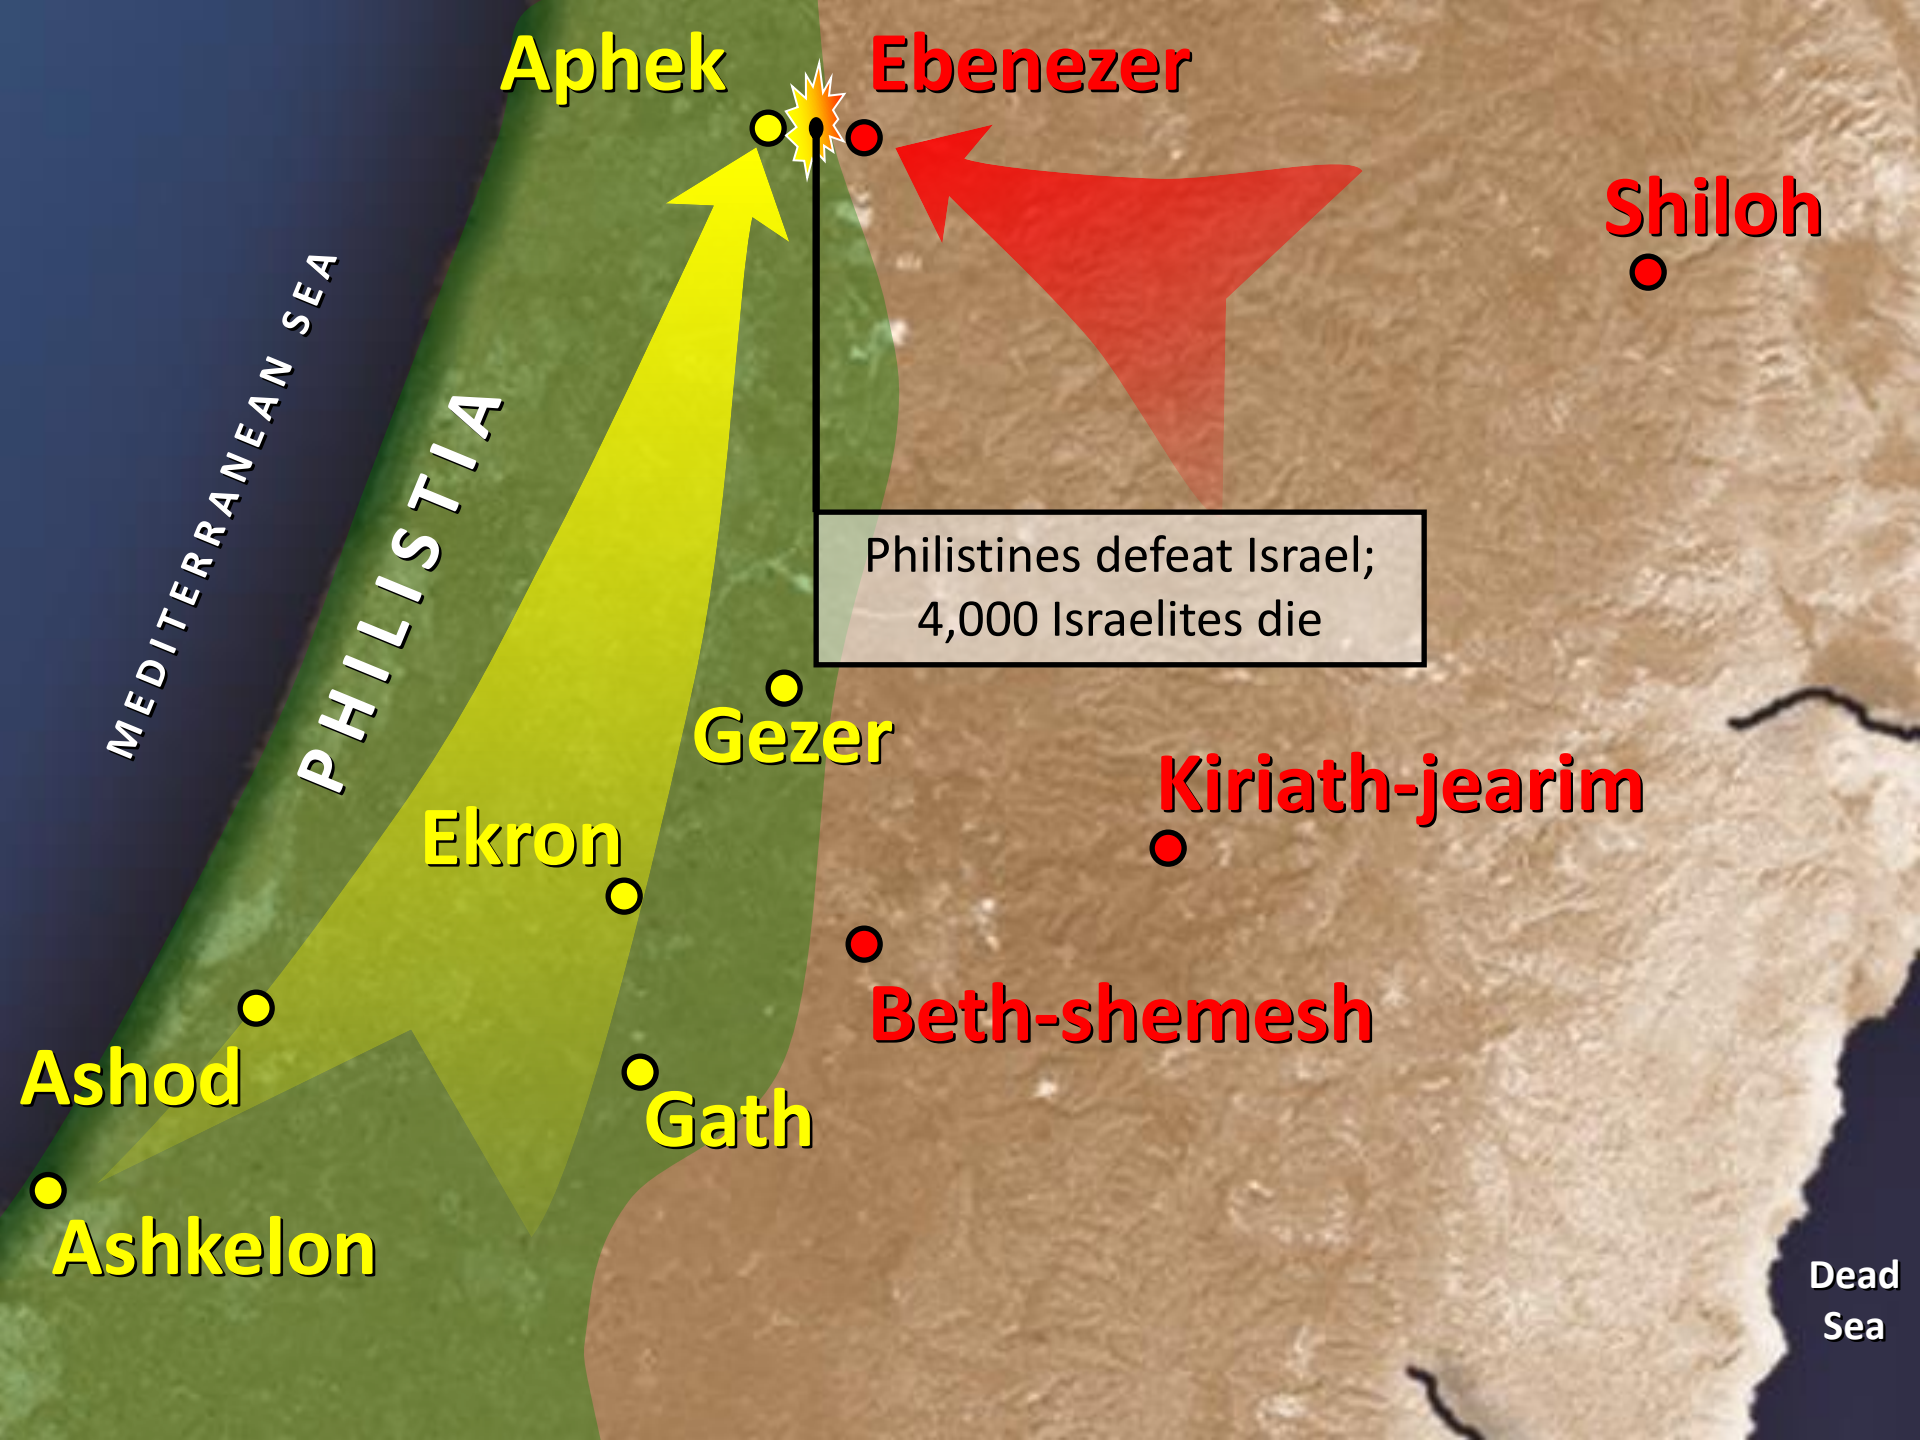 Aphek
Ebenezer
Shiloh
MEDITERRANEAN SEA
PHILISTIA
Philistines defeat Israel;
4,000 Israelites die
Gezer
Kiriath-jearim
Ekron
Beth-shemesh
Ashod
Gath
Ashkelon
Dead
Sea